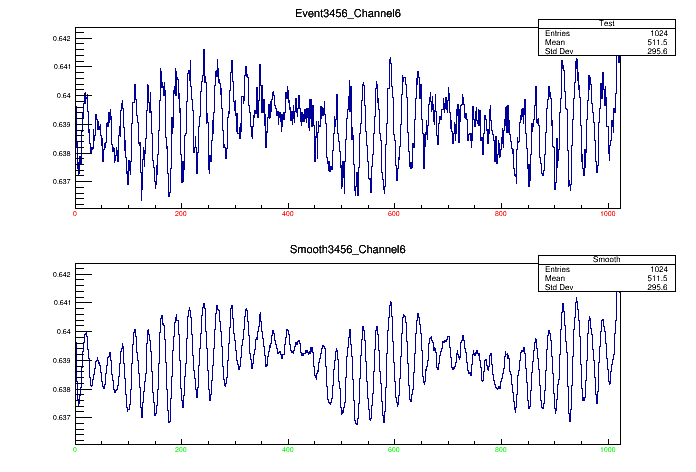 Event3456_Channel6
Test
Entries 1024
Mean 511.5
Std Dev 295.6
0.642
0.641
0.64
0.639
0.638
0.637
0 200 400 600 800 1000
Smooth3456_Channel6
Smooth
Entries 1024
Mean 511.5
Std Dev 295.6
0.642
0.641
0.64
0.639
0.638
0.637
0 200 400 600 800 1000